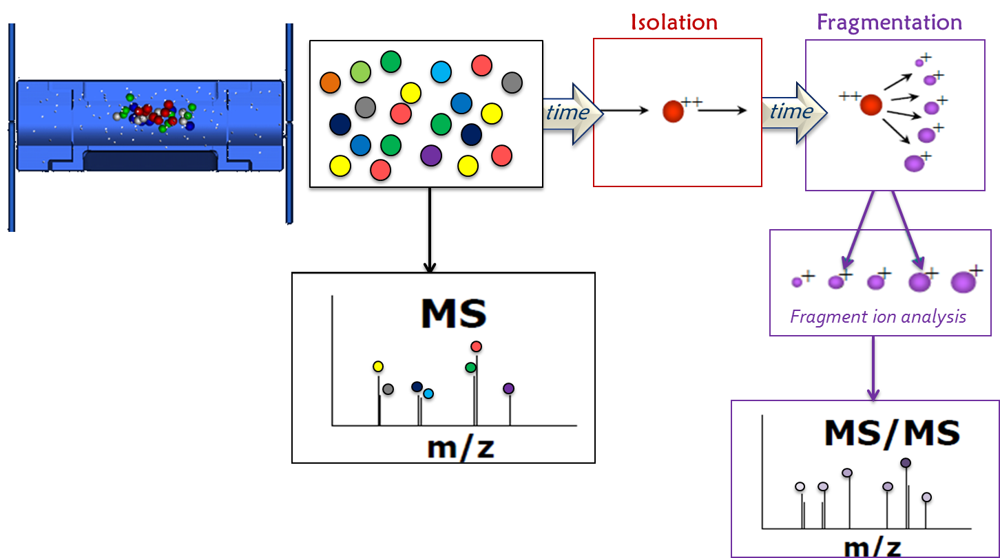 Isolation
Fragmentation
time
++
time
++
+
+
+
+
+
+
+
+
+
+
Fragment ion analysis
MS
m/z
MS/MS
m/z